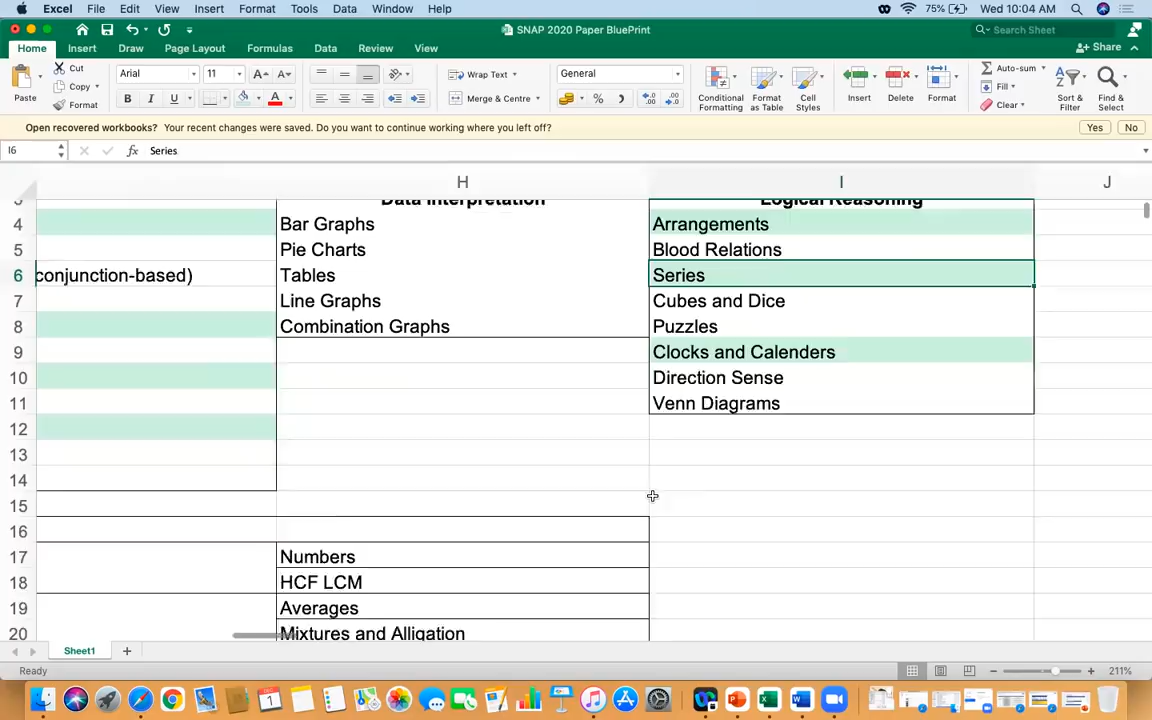 Excel File Edit View Insert Format Tools Data Window Help 75% Wed 10:04 AM
SNAP 2020 Paper BluePrint Search Sheet
Home Insert Draw Page Layout Formulas Data Review View Share
Paste Cut Copy Format Arial 11 A A B I U A Wrap Text Merge & Centre General % Conditional Formatting Format as Table Cell Styles Insert Delete Format Auto-sum Fill Clear Sort & Filter Find & Select
Open recovered workbooks? Your recent changes were saved. Do you want to continue working where you left off? Yes No
I6 fx Series
H I J
3 Data Interpretation Logical Reasoning
4 Bar Graphs Arrangements
5 Pie Charts Blood Relations
6 conjunction-based) Tables Series
7 Line Graphs Cubes and Dice
8 Combination Graphs Puzzles
9 Clocks and Calenders
10 Direction Sense
11 Venn Diagrams
12
13
14
15
16
17 Numbers
18 HCF LCM
19 Averages
20 Mixtures and Alligation
Sheet1 +
Ready 211%